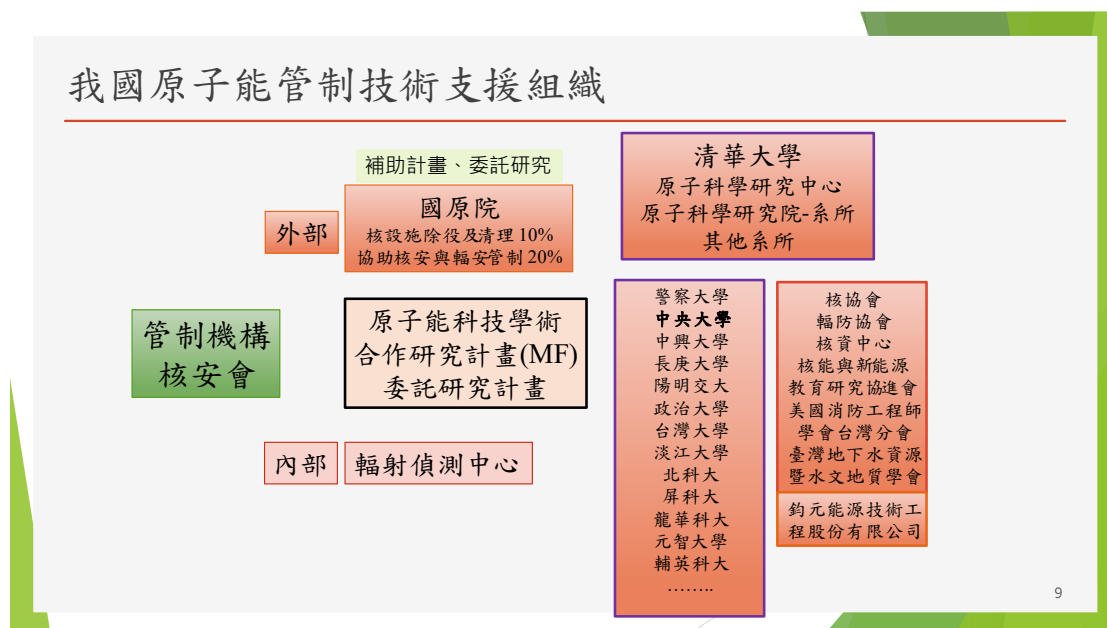 我國原子能管制技術支援組織
補助計畫、委託研究
外部
國原院
核設施除役及清理10%
協助核安與輻安管制20%
清華大學
原子科學研究中心
原子科學研究院-系所
其他系所
管制機構
核安會
原子能科技學術
合作研究計畫(MF)
委託研究計畫
內部
輻射偵測中心
警察大學
中央大學
中興大學
長庚大學
陽明交大
政治大學
台灣大學
淡江大學
北科大
屏科大
龍華科大
元智大學
輔英科大
……..
核協會
輻防協會
核資中心
核能與新能源
教育研究協進會
美國消防工程師
學會台灣分會
臺灣地下水資源
暨水文地質學會
鈞元能源技術工
程股份有限公司
9